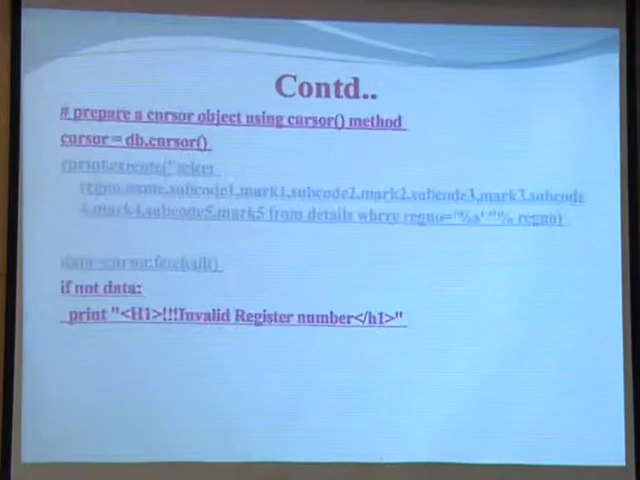 Contd..
# prepare a cursor object using cursor() method
cursor = db.cursor()
cursor.execute("select
regno,name,subcode1,mark1,subcode2,mark2,subcode3,mark3,subcode
4,mark4,subcode5,mark5 from details where regno='%s'"% regno)
data=cursor.fetchall()
if not data:
print "<H1>!!!Invalid Register number</h1>"